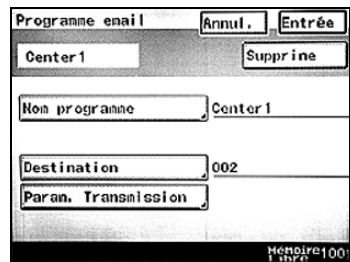 Programme email Annul. Entrée
Center1 Supprime
Nom programme Center1
Destination 002
Param. Transmission
Mémoire Libre 100